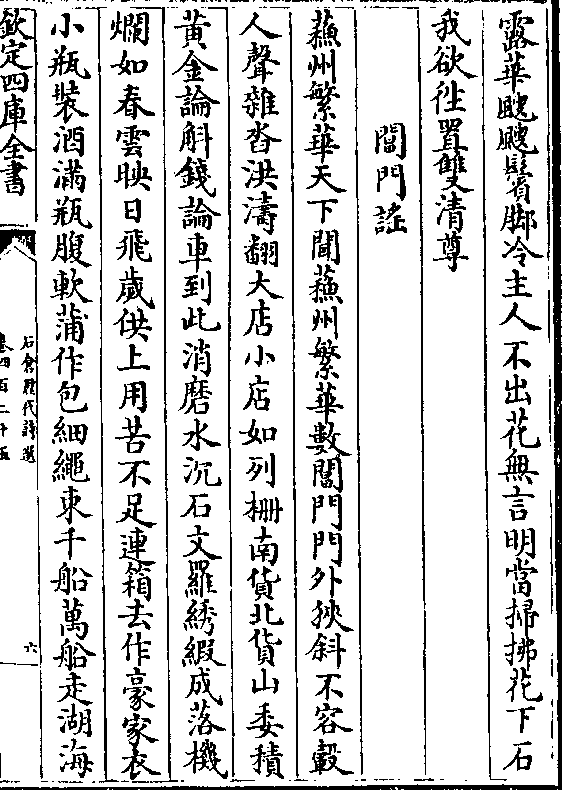 露華颼颼鬢脚冷主人不出花無言明當掃拂花下石
我欲徃置雙清尊
閶門謡
蘓州繁華天下聞蘓州繁華數閶門門外狹斜不容轂
人聲雜沓洪濤翻大店小店如列柵南貨北貨山委積
黃金論斛錢論車到此消磨水沉石文羅綉緞成落機
爛如春雲映日飛歲供上用苦不足連箱去作豪家衣
小瓶裝酒滿瓶腹軟蒲作包細繩束千船萬船走湖海
欽定四庫全書
石倉歷代詩選
卷四百二十五
六